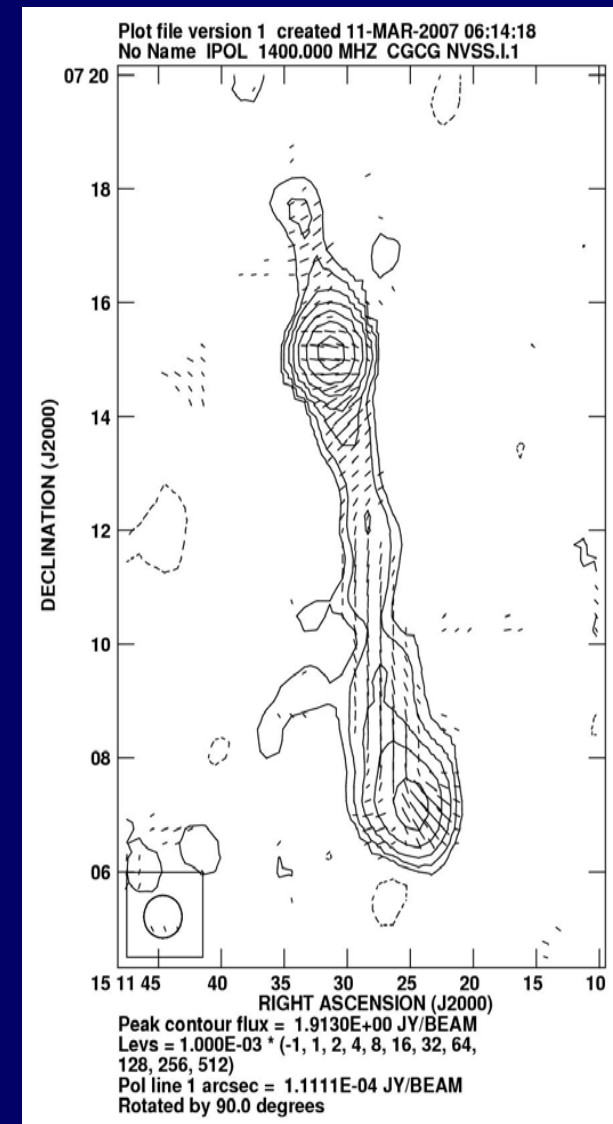 Plot file version 1 created 11-MAR-2007 06:14:18
No Name IPOL 1400.000 MHZ CGCG NVSS.I.1
07 20
18
16
14
12
10
08
06
DECLINATION (J2000)
15 11 45 40 35 30 25 20 15 10
RIGHT ASCENSION (J2000)
Peak contour flux = 1.9130E+00 JY/BEAM
Levs = 1.000E-03 * (-1, 1, 2, 4, 8, 16, 32, 64,
128, 256, 512)
Pol line 1 arcsec = 1.1111E-04 JY/BEAM
Rotated by 90.0 degrees